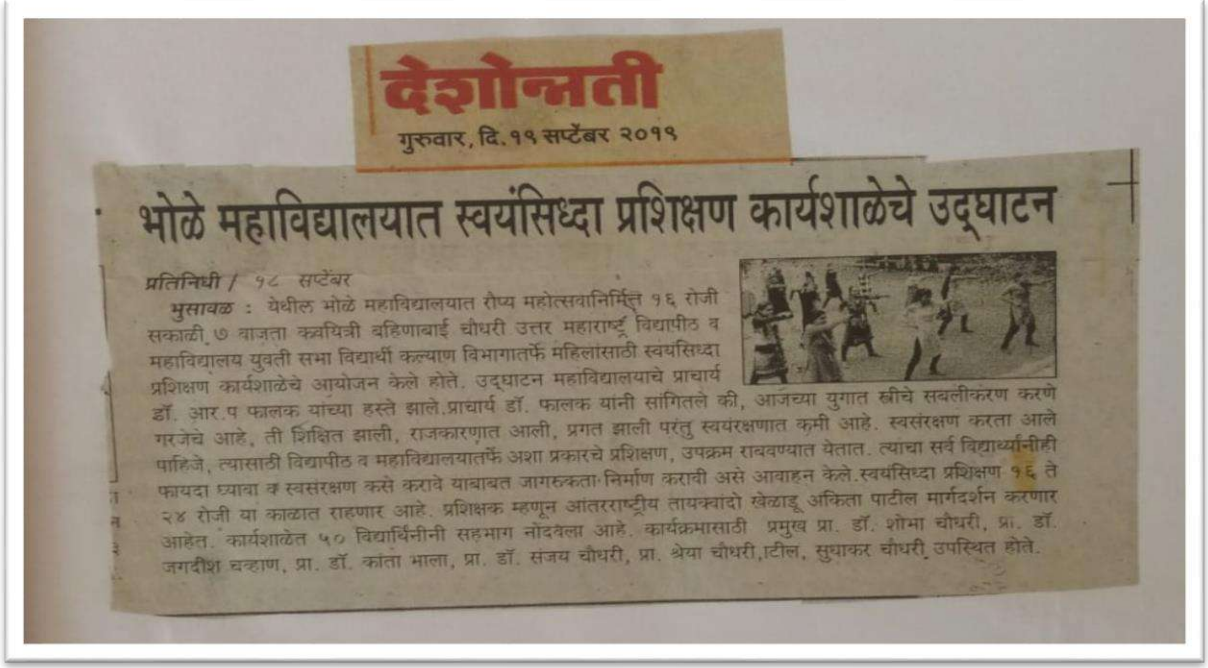 देशोन्नती
गुरुवार, दि. १९ सप्टेंबर २०१९
भोळे महाविद्यालयात स्वयंसिध्दा प्रशिक्षण कार्यशाळेचे उद्घाटन
प्रतिनिधी / १८ सप्टेंबर
भुसावळ : येथील भोळे महाविद्यालयात रौप्य महोत्सवानिमित्त १६ रोजी
सकाळी ७ वाजता कवयित्री बहिणाबाई चौधरी उत्तर महाराष्ट्र विद्यापीठ व
महाविद्यालय युवती सभा विद्यार्थी कल्याण विभागातर्फे महिलांसाठी स्वयंसिध्दा
प्रशिक्षण कार्यशाळेचे आयोजन केले होते. उद्घाटन महाविद्यालयाचे प्राचार्य
डॉ. आर.प फालक यांच्या हस्ते झाले.प्राचार्य डॉ. फालक यांनी सांगितले की, आजच्या युगात स्त्रीचे सबलीकरण करणे
गरजेचे आहे, ती शिक्षित झाली, राजकारणात आली, प्रगत झाली परंतु स्वयंरक्षणात कमी आहे. स्वसंरक्षण करता आले
पाहिजे, त्यासाठी विद्यापीठ व महाविद्यालयातर्फे अशा प्रकारचे प्रशिक्षण, उपक्रम राबवण्यात येतात. त्यांचा सर्व विद्यार्थ्यांनीही
फायदा घ्यावा व स्वसंरक्षण कसे करावे याबाबत जागरुकता निर्माण करावी असे आवाहन केले.स्वयंसिध्दा प्रशिक्षण १६ ते
२४ रोजी या काळात राहणार आहे. प्रशिक्षक म्हणून आंतरराष्ट्रीय तायक्वांदो खेळाडू अंकिता पाटील मार्गदर्शन करणार
आहेत. कार्यशाळेत ५० विद्यार्थिनींनी सहभाग नोंदवला आहे. कार्यक्रमासाठी प्रमुख प्रा. डॉ. शोभा चौधरी, प्रा. डॉ.
जगदीश चव्हाण, प्रा. डॉ. कांता भाला, प्रा. डॉ. संजय चौधरी, प्रा. श्रेया चौधरी,ाटील, सुधाकर चौधरी उपस्थित होते.